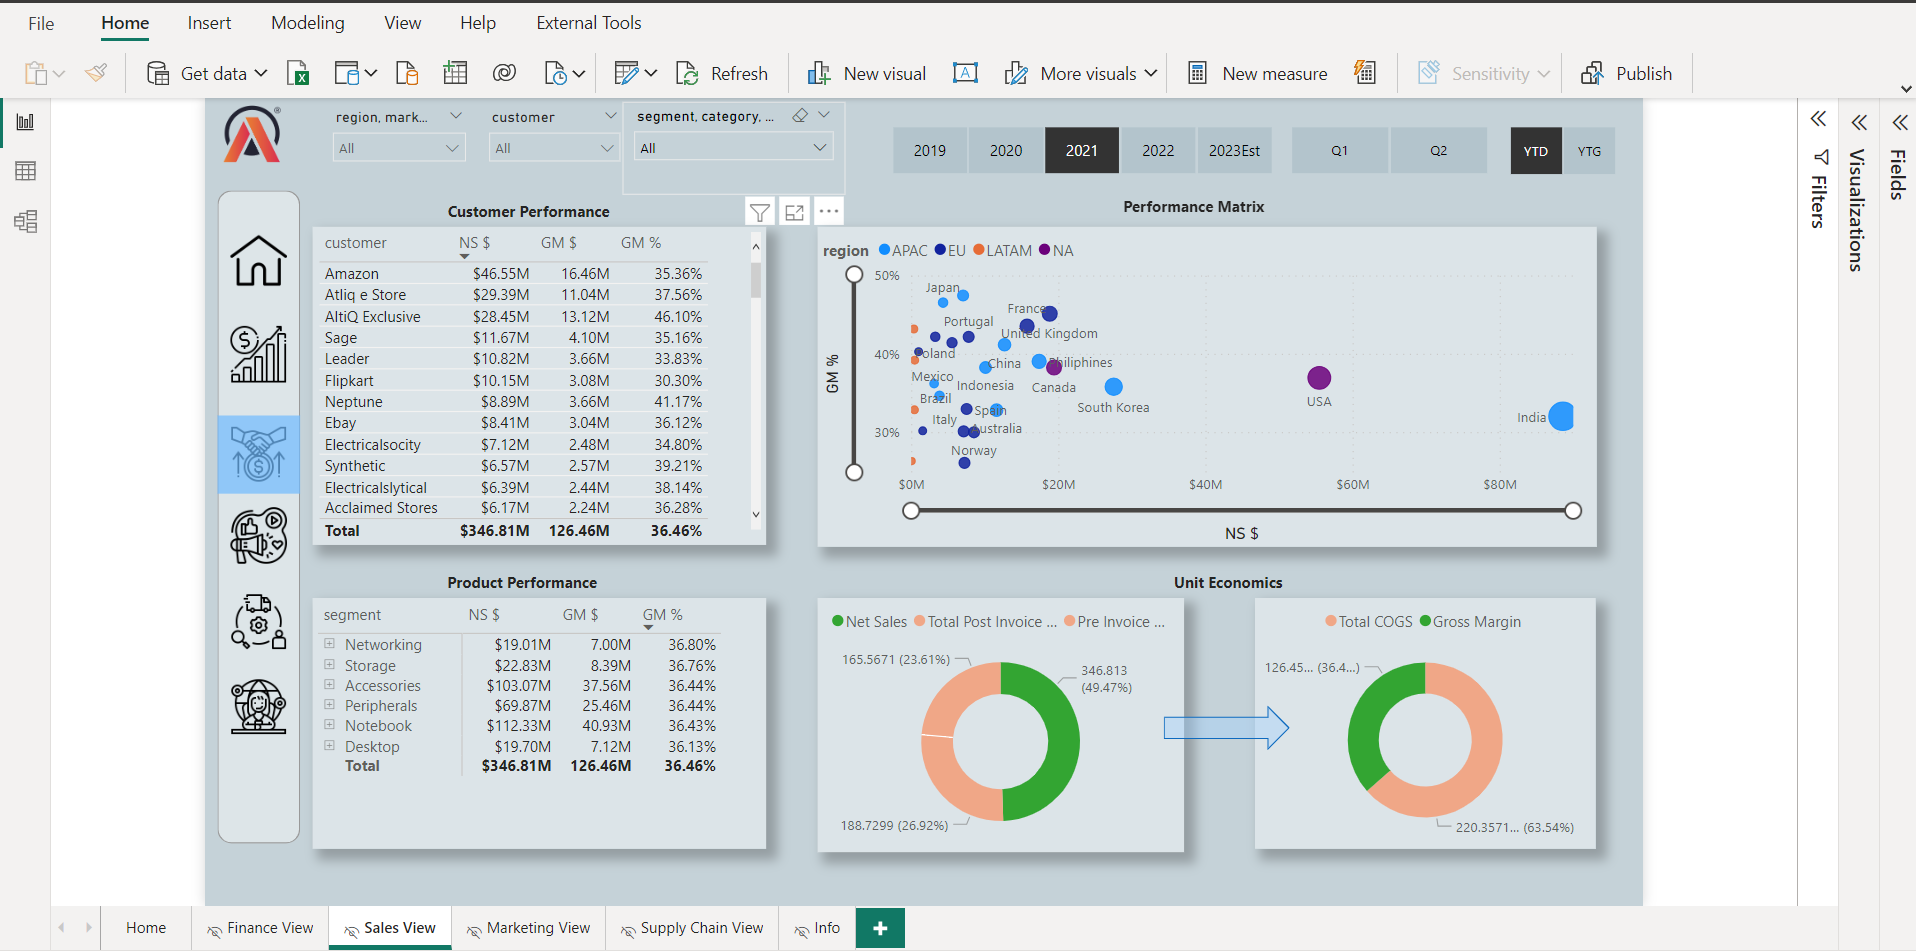 File Home Insert Modeling View Help External Tools
Get data Refresh New visual More visuals New measure Sensitivity Publish
region, mark... customer segment, category, ...
All All All
2019 2020 2021 2022 2023Est Q1 Q2 YTD YTG
Filters
Visualizations
Fields
Customer Performance
customer NS $ GM $ GM %
Amazon $46.55M 16.46M 35.36%
Atliq e Store $29.39M 11.04M 37.56%
AltiQ Exclusive $28.45M 13.12M 46.10%
Sage $11.67M 4.10M 35.16%
Leader $10.82M 3.66M 33.83%
Flipkart $10.15M 3.08M 30.30%
Neptune $8.89M 3.66M 41.17%
Ebay $8.41M 3.04M 36.12%
Electricalsocity $7.12M 2.48M 34.80%
Synthetic $6.57M 2.57M 39.21%
Electricalslytical $6.39M 2.44M 38.14%
Acclaimed Stores $6.17M 2.24M 36.28%
Total $346.81M 126.46M 36.46%
Performance Matrix
region APAC EU LATAM NA
50%
40%
30%
GM %
Japan
France
Portugal
United Kingdom
Poland
China
Philiphines
Mexico
Indonesia
Canada
Brazil
South Korea
USA
Spain
Italy
Australia
India
Norway
$0M $20M $40M $60M $80M
NS $
Product Performance
segment NS $ GM $ GM %
Networking $19.01M 7.00M 36.80%
Storage $22.83M 8.39M 36.76%
Accessories $103.07M 37.56M 36.44%
Peripherals $69.87M 25.46M 36.44%
Notebook $112.33M 40.93M 36.43%
Desktop $19.70M 7.12M 36.13%
Total $346.81M 126.46M 36.46%
Unit Economics
Net Sales Total Post Invoice ... Pre Invoice ...
165.5671 (23.61%)
346.813
(49.47%)
188.7299 (26.92%)
Total COGS Gross Margin
126.45... (36.4...)
220.3571... (63.54%)
Home Finance View Sales View Marketing View Supply Chain View Info +